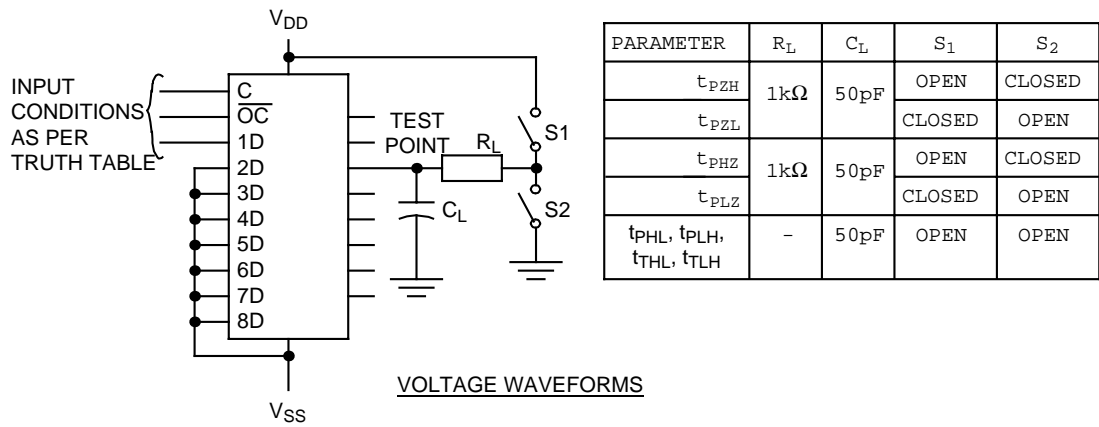 VDD
INPUT
CONDITIONS
AS PER
TRUTH TABLE
C
OC
1D
2D
3D
4D
5D
6D
7D
8D
TEST
POINT
RL
S1
CL
S2
VSS
VOLTAGE WAVEFORMS
PARAMETER RL CL S1 S2
tPZH 1kΩ 50pF OPEN CLOSED
tPZL CLOSED OPEN
tPHZ 1kΩ 50pF OPEN CLOSED
tPLZ CLOSED OPEN
tPHL, tPLH, - 50pF OPEN OPEN
tTHL, tTLH